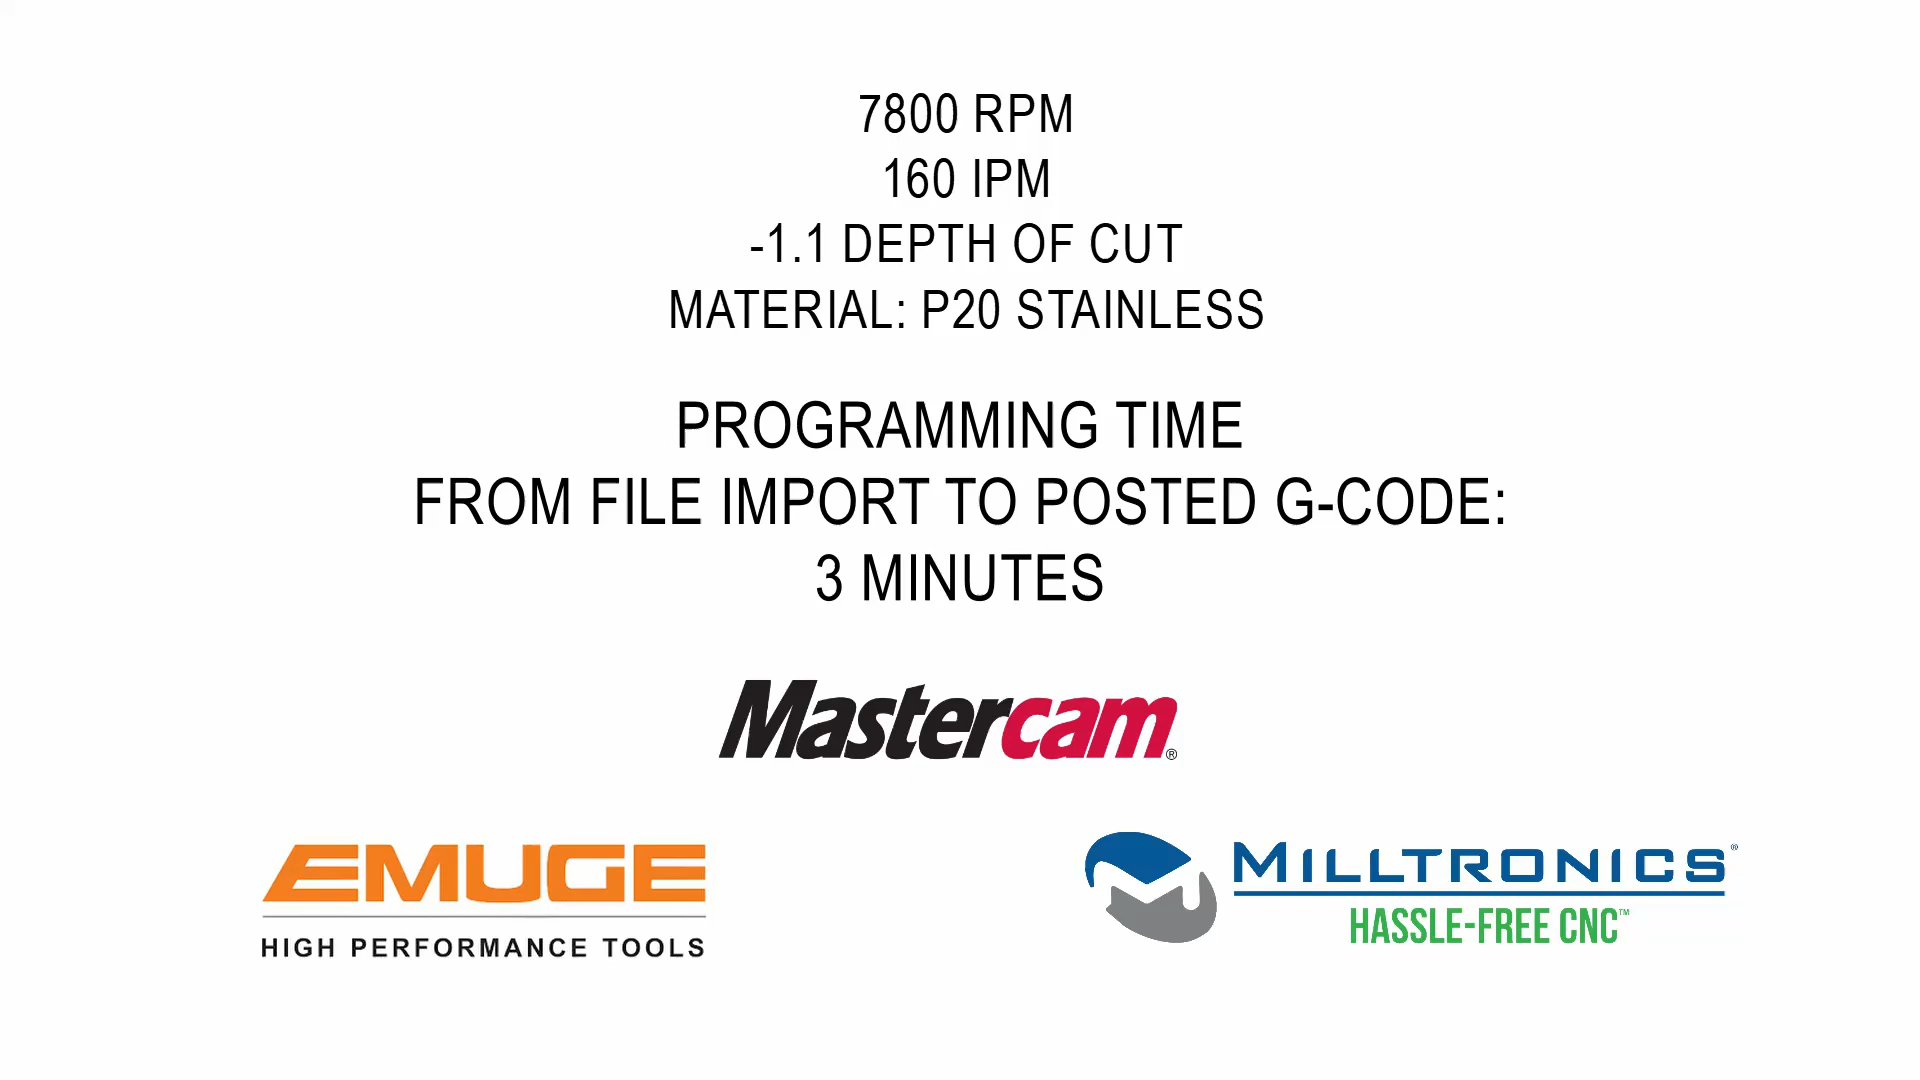 7800 RPM
160 IPM
-1.1 DEPTH OF CUT
MATERIAL: P20 STAINLESS
PROGRAMMING TIME
FROM FILE IMPORT TO POSTED G-CODE:
3 MINUTES
Mastercam®
EMUGE
HIGH PERFORMANCE TOOLS
MILLTRONICS®
HASSLE-FREE CNC™